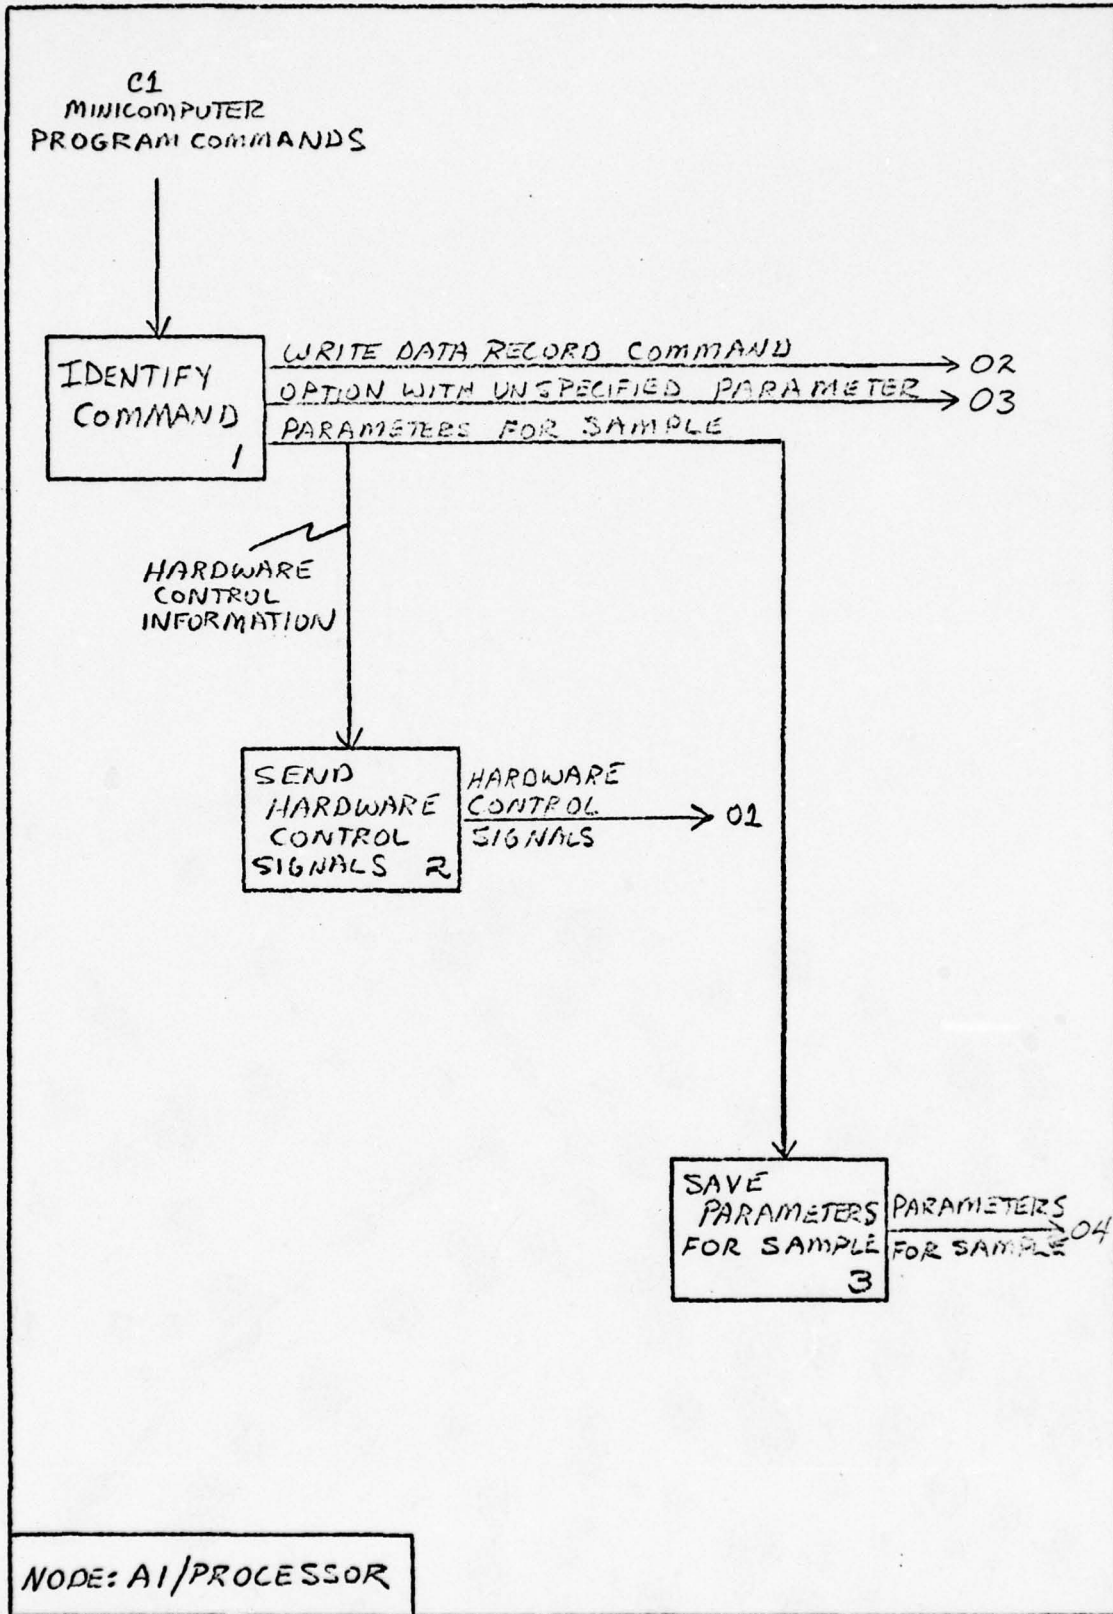 C1
MINICOMPUTER
PROGRAM COMMANDS
IDENTIFY
COMMAND
1
WRITE DATA RECORD COMMAND
O2
OPTION WITH UNSPECIFIED PARAMETER
O3
PARAMETERS FOR SAMPLE
HARDWARE
CONTROL
INFORMATION
SEND
HARDWARE
CONTROL
SIGNALS 2
HARDWARE
CONTROL
SIGNALS
O1
SAVE
PARAMETERS
FOR SAMPLE
3
PARAMETERS
FOR SAMPLE
O4
NODE: A1/PROCESSOR